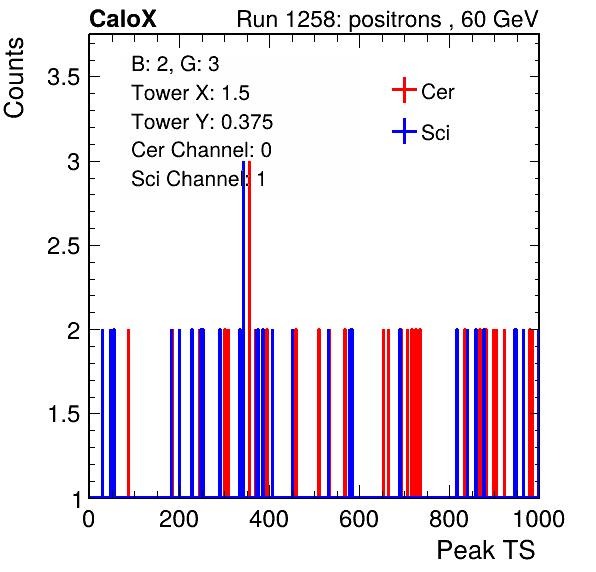 CaloX Run 1258: positrons , 60 GeV
Counts
B: 2, G: 3
Tower X: 1.5
Tower Y: 0.375
Cer Channel: 0
Sci Channel: 1
Cer
Sci
3.5
3
2.5
2
1.5
1
0 200 400 600 800 1000
Peak TS